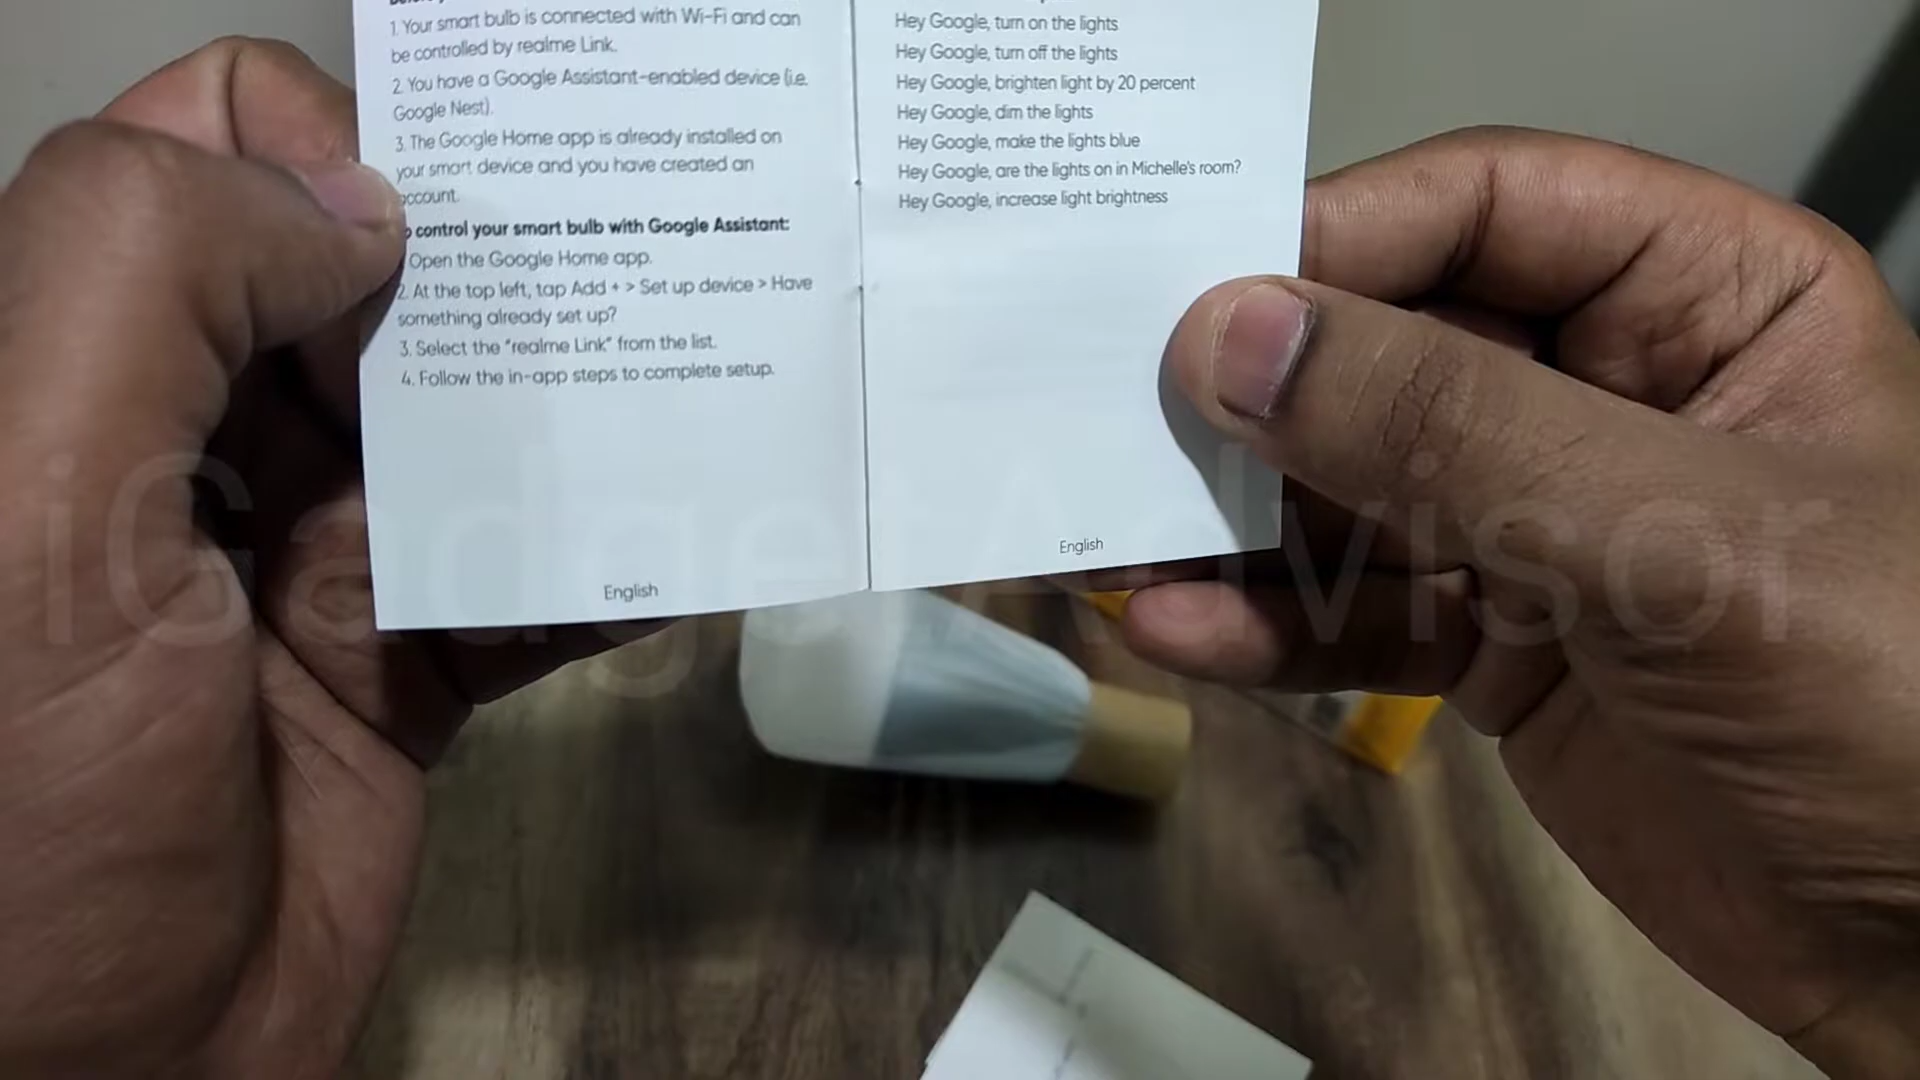 1. Your smart bulb is connected with Wi-Fi and can
be controlled by realme Link.
2. You have a Google Assistant-enabled device (i.e.
Google Nest).
3. The Google Home app is already installed on
your smart device and you have created an
account.
control your smart bulb with Google Assistant:
Open the Google Home app.
2. At the top left, tap Add + > Set up device > Have
something already set up?
3. Select the "realme Link" from the list.
4. Follow the in-app steps to complete setup.
English
Hey Google, turn on the lights
Hey Google, turn off the lights
Hey Google, brighten light by 20 percent
Hey Google, dim the lights
Hey Google, make the lights blue
Hey Google, are the lights on in Michelle's room?
Hey Google, increase light brightness
English
iGadgetAdvisor